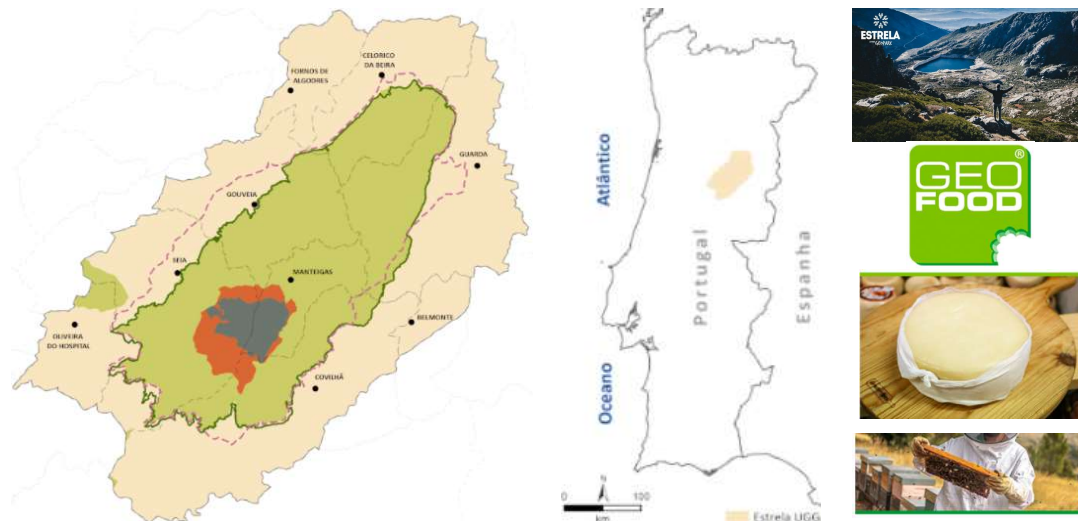 FORNOS DE
ALGODRES
CELORICO
DA BEIRA
GUARDA
GOUVEIA
SEIA
MANTEIGAS
BELMONTE
OLIVEIRA
DO HOSPITAL
COVILHÃ
Atlântico
Oceano
Portugal
Espanha
N
0 100
km
Estrela UGG
ESTRELA
GEO
FOOD
®